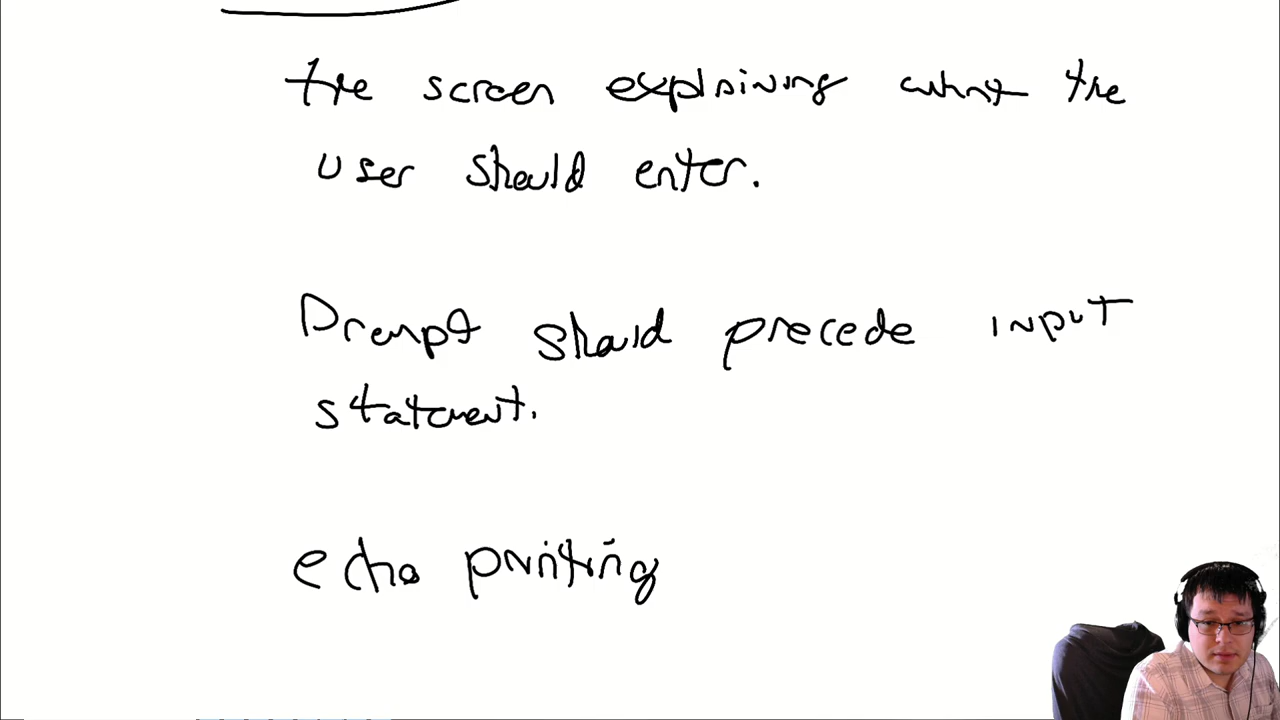 the screen explaining what the
user should enter.
Prompt should precede input
statement.
echo printing